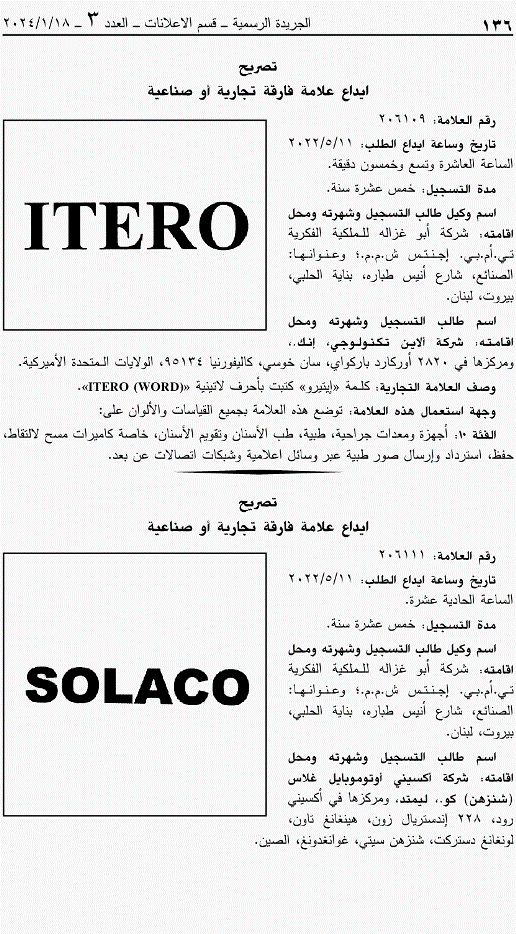 ١٣٦
الجريدة الرسمية ــ قسم الاعلانات ــ العدد ٣ ــ ٢٠٢٤/١/١٨
تصريح
ايداع علامة فارقة تجارية أو صناعية
رقم العلامة: ٢٠٦١٠٩
تاريخ وساعة ايداع الطلب: ٢٠٢٢/٥/١١
الساعة العاشرة وتسع وخمسون دقيقة.
مدة التسجيل: خمس عشرة سنة.
اسم وكيل طالب التسجيل وشهرته ومحل
اقامته: شركة أبو غزاله للملكية الفكرية
تي.أم.بي. إجنتس ش.م.م.؛ وعنوانها:
الصنائع، شارع أنيس طباره، بناية الحلبي،
بيروت، لبنان.
اسم طالب التسجيل وشهرته ومحل
اقامته: شركة الاين تكنولوجي، إنك.،
ومركزها في ٢٨٢٠ أوركارد باركواي، سان خوسي، كاليفورنيا ٩٥١٣٤، الولايات المتحدة الأميركية.
وصف العلامة التجارية: كلمة «إيتيرو» كتبت بأحرف لاتينية «ITERO (WORD)».
وجهة استعمال هذه العلامة: توضع هذه العلامة بجميع القياسات والألوان على:
الفئة ١٠: أجهزة ومعدات جراحية، طبية، طب الأسنان وتقويم الأسنان، خاصة كاميرات مسح لالتقاط،
حفظ، استرداد وإرسال صور طبية عبر وسائل اعلامية وشبكات اتصالات عن بعد.
ITERO
تصريح
ايداع علامة فارقة تجارية أو صناعية
رقم العلامة: ٢٠٦١١١
تاريخ وساعة ايداع الطلب: ٢٠٢٢/٥/١١
الساعة الحادية عشرة.
مدة التسجيل: خمس عشرة سنة.
اسم وكيل طالب التسجيل وشهرته ومحل
اقامته: شركة أبو غزاله للملكية الفكرية
تي.أم.بي. إجنتس ش.م.م.؛ وعنوانها:
الصنائع، شارع أنيس طباره، بناية الحلبي،
بيروت، لبنان.
اسم طالب التسجيل وشهرته ومحل
اقامته: شركة أكسيني أوتوموبايل غلاس
(شنزهن) كو.، ليمتد، ومركزها في أكسيني
رود، ٢٢٨ إندستريال زون، هينغانغ تاون،
لونغانغ دستركت، شنزهن سيتي، غوانغدونغ، الصين.
SOLACO